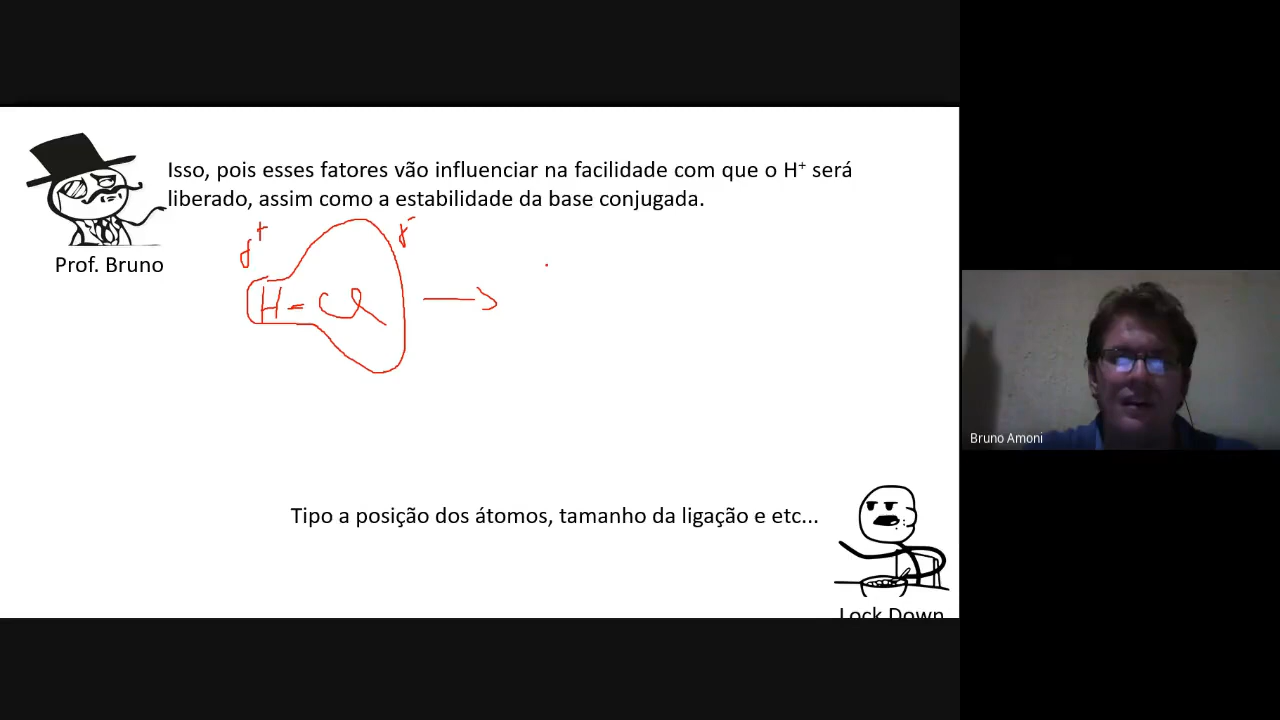 Isso, pois esses fatores vão influenciar na facilidade com que o H⁺ será
liberado, assim como a estabilidade da base conjugada.
Prof. Bruno
δ⁺ δ⁻
H-Cl →
Bruno Amoni
Tipo a posição dos átomos, tamanho da ligação e etc...
Lock Down